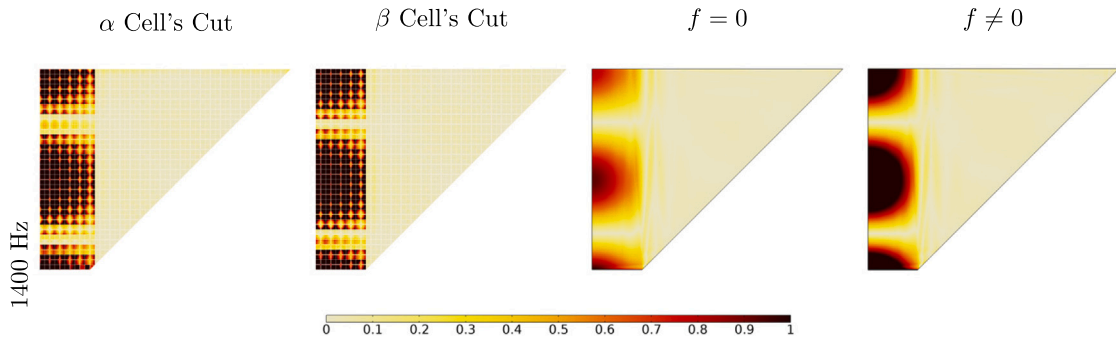 α Cell's Cut
β Cell's Cut
f = 0
f ≠ 0
1400 Hz
0 0.1 0.2 0.3 0.4 0.5 0.6 0.7 0.8 0.9 1